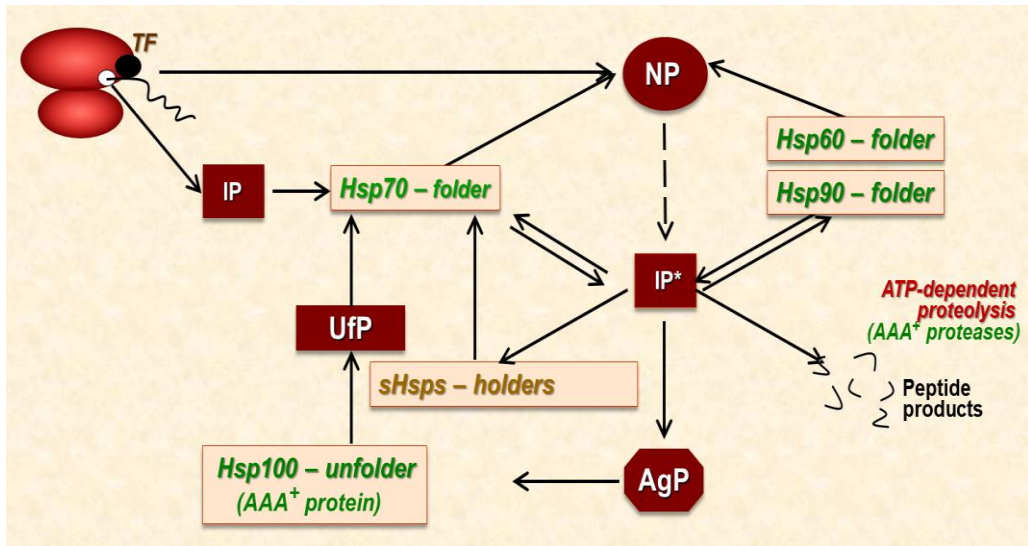 TF
NP
Hsp60 – folder
IP
Hsp70 – folder
Hsp90 – folder
IP*
ATP-dependent
proteolysis
(AAA+ proteases)
UfP
sHsps – holders
Peptide
products
Hsp100 – unfolder
(AAA+ protein)
AgP